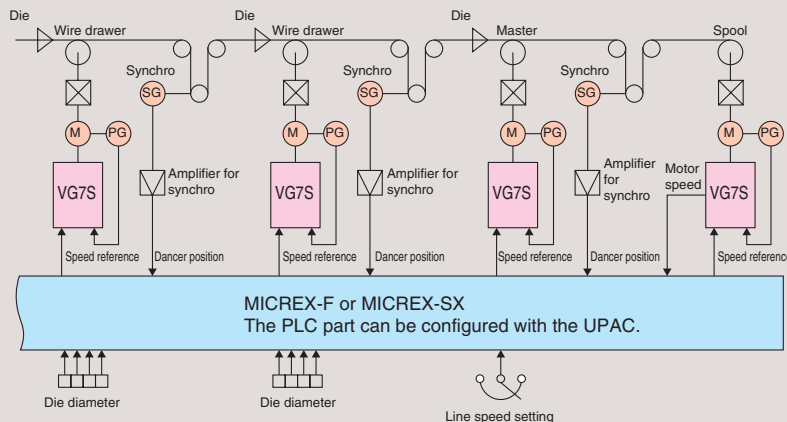 Die
Wire drawer
Die
Wire drawer
Die
Master
Spool
Synchro
SG
Synchro
SG
Synchro
SG
M
PG
M
PG
M
PG
M
PG
VG7S
Amplifier for
synchro
VG7S
Amplifier for
synchro
VG7S
Amplifier
for
synchro
Motor
speed
VG7S
Speed reference
Dancer position
Speed reference
Dancer position
Speed reference
Dancer position
Speed reference
MICREX-F or MICREX-SX
The PLC part can be configured with the UPAC.
Die diameter
Die diameter
Line speed setting